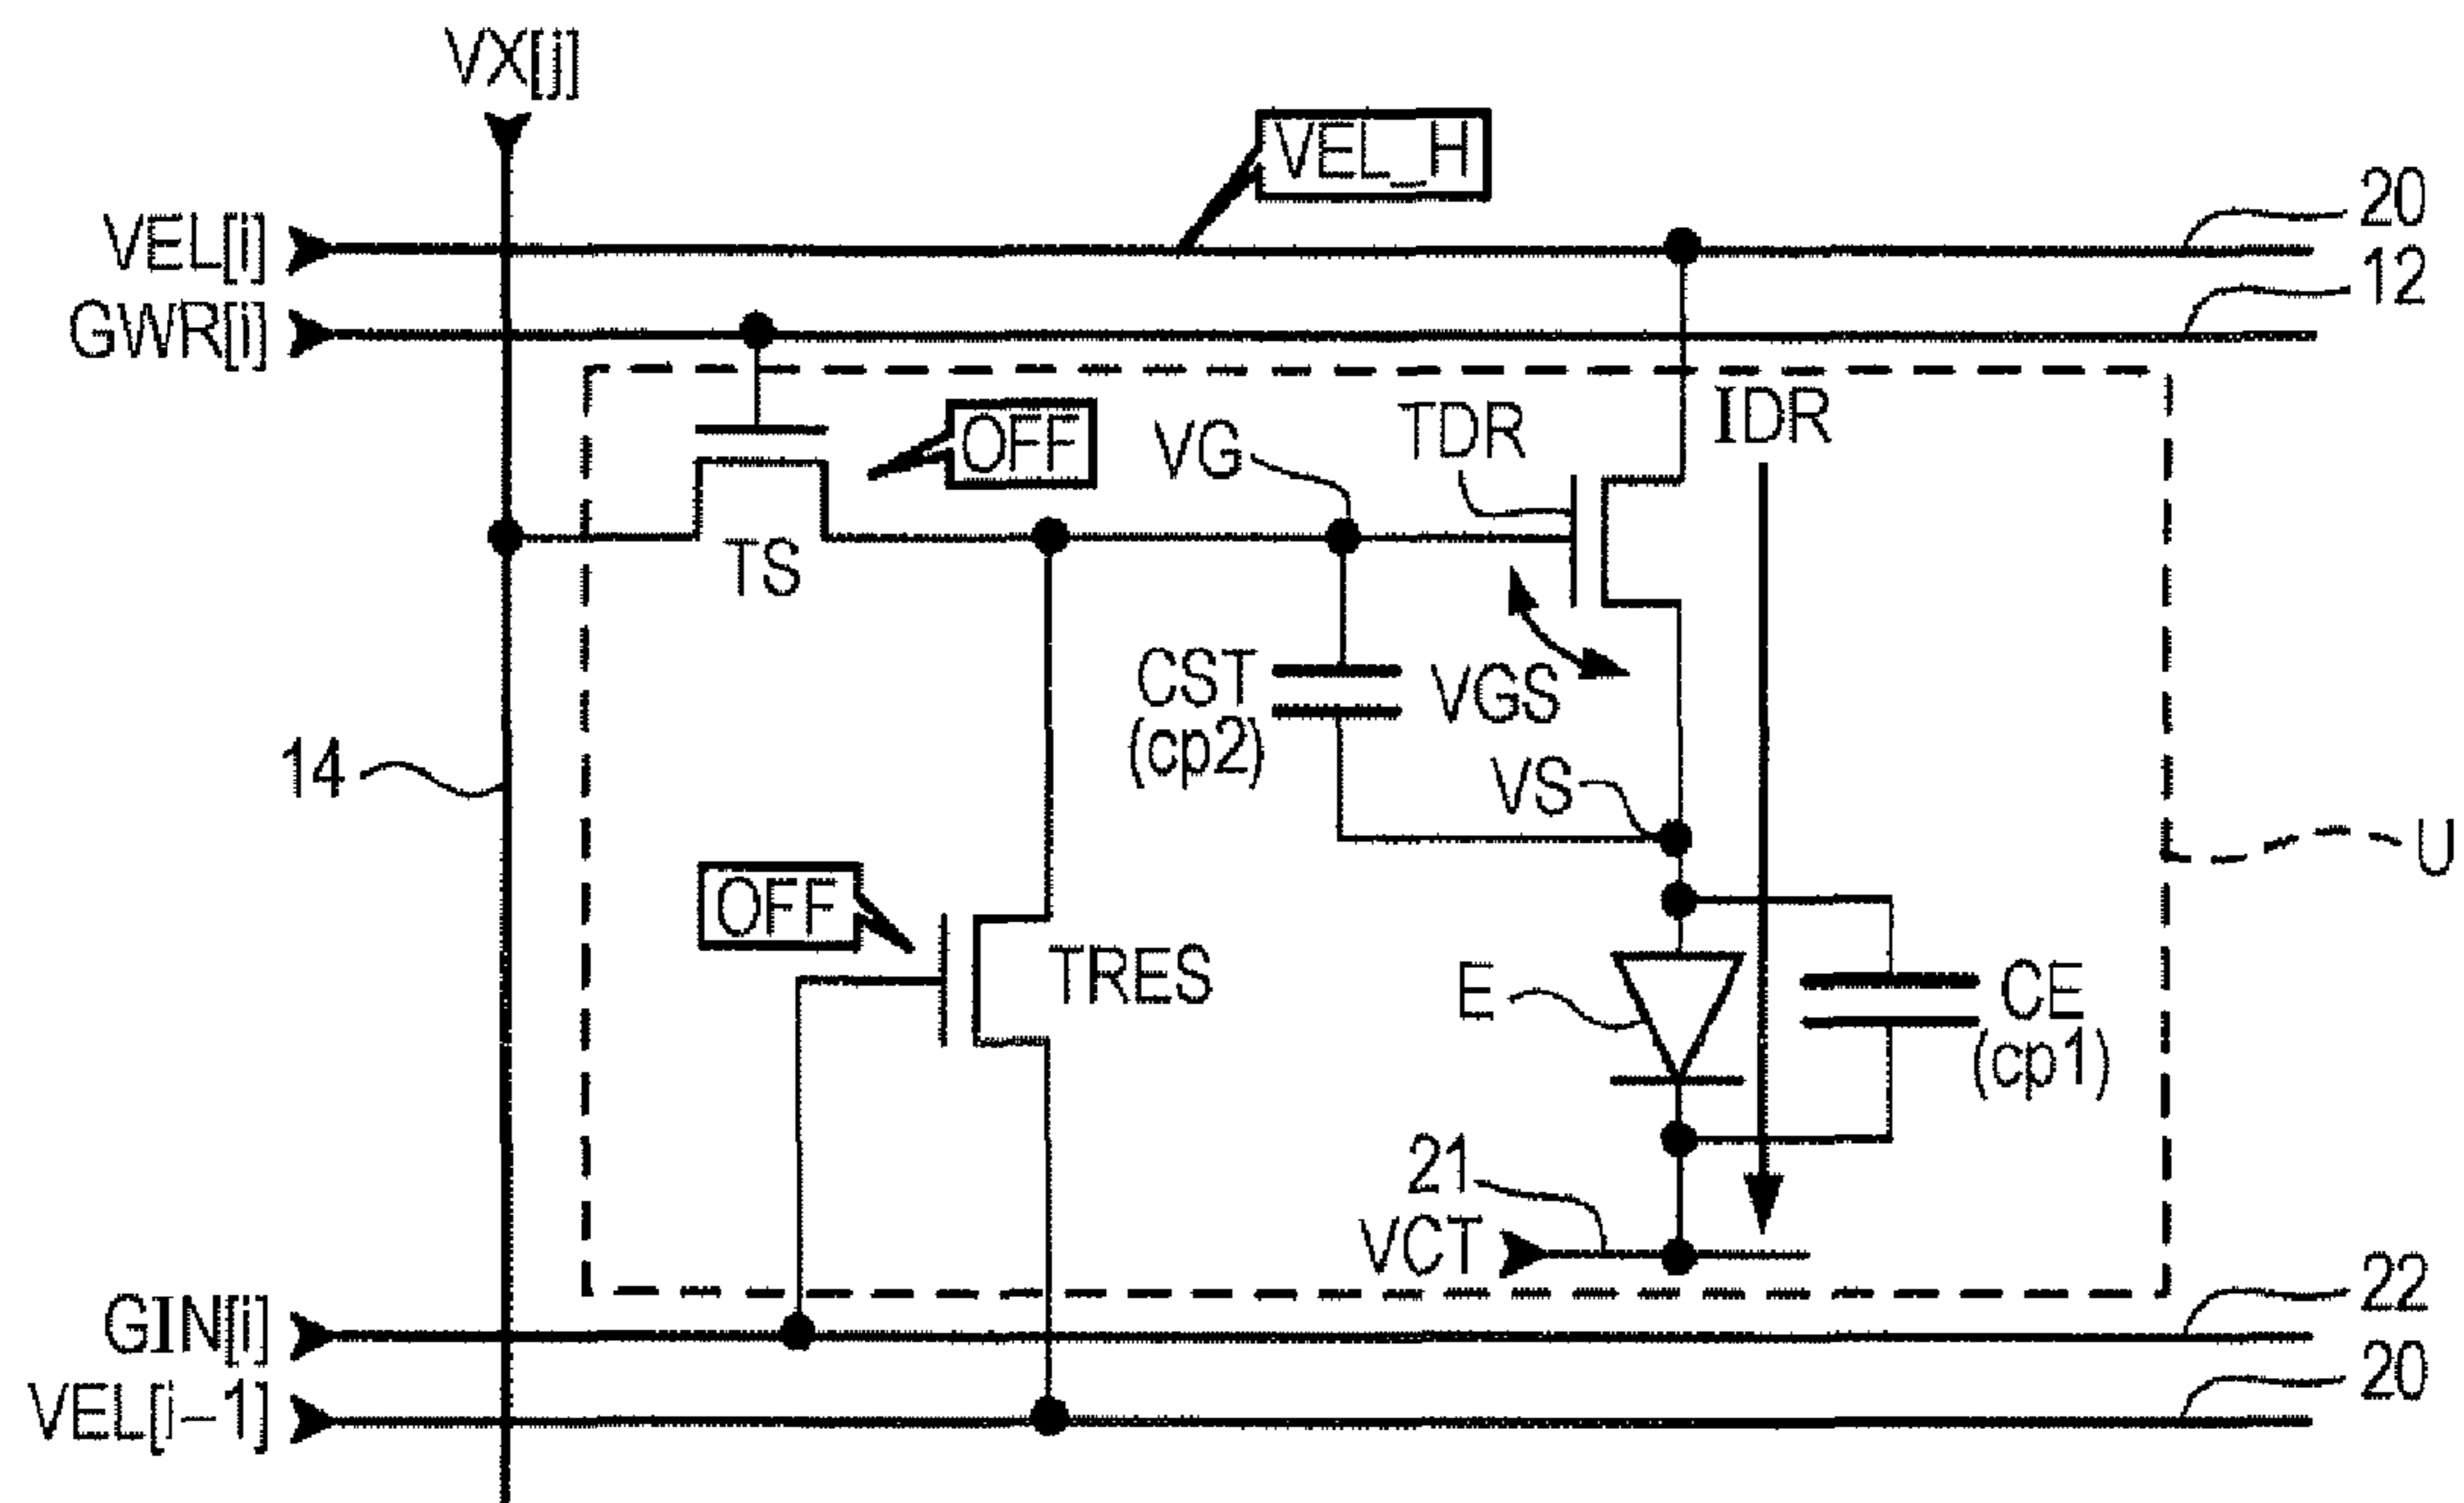 VX[j]
VEL_H
VEL[i]
20
GWR[i]
12
OFF
VG
TDR
IDR
TS
CST
(cp2)
VGS
14
VS
U
OFF
TRES
E
CE
(cp1)
21
VCT
GIN[i]
22
VEL[i-1]
20